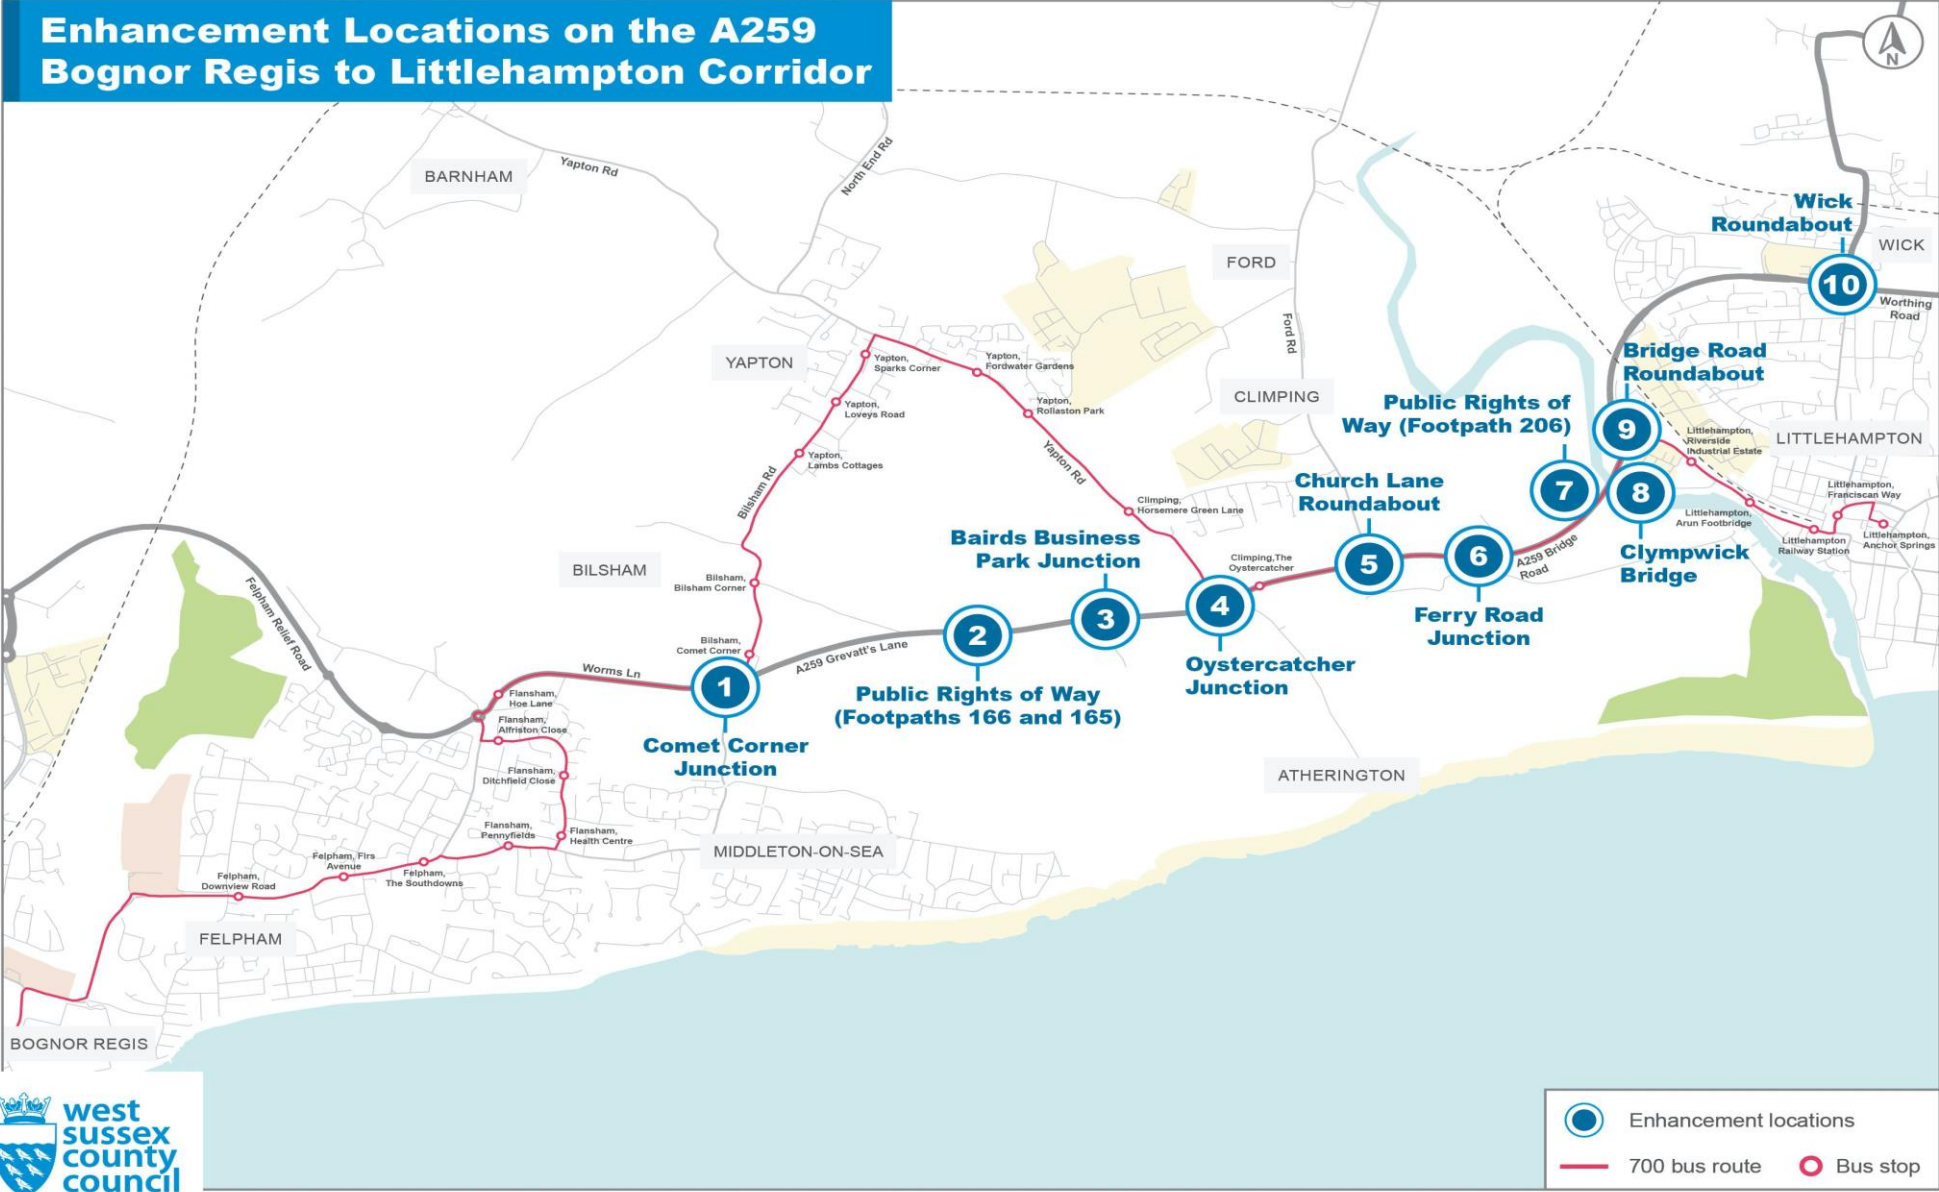 Enhancement Locations on the A259
Bognor Regis to Littlehampton Corridor
N
BARNHAM
Yapton Rd
North End Rd
Wick
Roundabout
WICK
10
Worthing
Road
FORD
Ford Rd
YAPTON
Yapton,
Sparks Corner
Yapton,
Fordwater Gardens
Yapton,
Loveys Road
Yapton,
Rollaston Park
Yapton,
Lambs Cottages
Bilsham Rd
Yapton Rd
CLIMPING
Climping,
Horsemere Green Lane
Bridge Road
Roundabout
9
Public Rights of
Way (Footpath 206)
7
8
Clympwick
Bridge
LITTLEHAMPTON
Littlehampton,
Riverside
Industrial Estate
Littlehampton,
Franciscan Way
Littlehampton,
Arun Footbridge
Littlehampton
Railway Station
Littlehampton,
Anchor Springs
Church Lane
Roundabout
5
6
Ferry Road
Junction
A259 Bridge
Road
Bairds Business
Park Junction
3
Climping,The
Oystercatcher
4
Oystercatcher
Junction
2
Public Rights of Way
(Footpaths 166 and 165)
A259 Grevatt's Lane
BILSHAM
Bilsham,
Bilsham Corner
Bilsham,
Comet Corner
1
Comet Corner
Junction
Worms Ln
Felpham Relief Road
Flansham,
Hoe Lane
Flansham,
Alfriston Close
Flansham,
Ditchfield Close
Flansham,
Pennyfields
Flansham,
Health Centre
Felpham, Firs
Avenue
Felpham,
The Southdowns
Felpham,
Downview Road
ATHERINGTON
MIDDLETON-ON-SEA
FELPHAM
BOGNOR REGIS
west
sussex
county
council
Enhancement locations
700 bus route
Bus stop